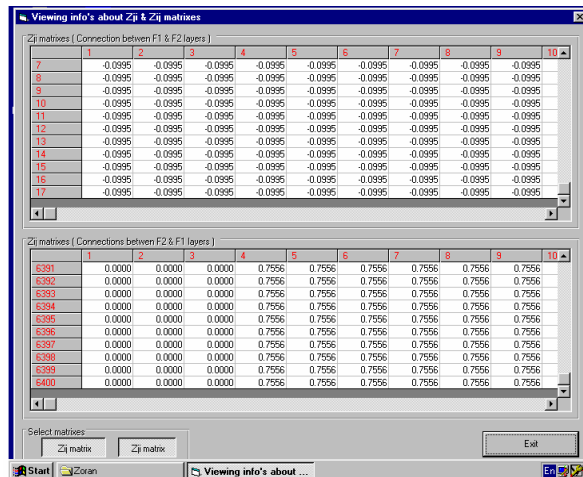 Viewing info's about Zji & Zij matrixes
Zji matrixes ( Connection betwen F1 & F2 layers )
1 2 3 4 5 6 7 8 9 10
7 -0.0995 -0.0995 -0.0995 -0.0995 -0.0995 -0.0995 -0.0995 -0.0995 -0.0995
8 -0.0995 -0.0995 -0.0995 -0.0995 -0.0995 -0.0995 -0.0995 -0.0995 -0.0995
9 -0.0995 -0.0995 -0.0995 -0.0995 -0.0995 -0.0995 -0.0995 -0.0995 -0.0995
10 -0.0995 -0.0995 -0.0995 -0.0995 -0.0995 -0.0995 -0.0995 -0.0995 -0.0995
11 -0.0995 -0.0995 -0.0995 -0.0995 -0.0995 -0.0995 -0.0995 -0.0995 -0.0995
12 -0.0995 -0.0995 -0.0995 -0.0995 -0.0995 -0.0995 -0.0995 -0.0995 -0.0995
13 -0.0995 -0.0995 -0.0995 -0.0995 -0.0995 -0.0995 -0.0995 -0.0995 -0.0995
14 -0.0995 -0.0995 -0.0995 -0.0995 -0.0995 -0.0995 -0.0995 -0.0995 -0.0995
15 -0.0995 -0.0995 -0.0995 -0.0995 -0.0995 -0.0995 -0.0995 -0.0995 -0.0995
16 -0.0995 -0.0995 -0.0995 -0.0995 -0.0995 -0.0995 -0.0995 -0.0995 -0.0995
17 -0.0995 -0.0995 -0.0995 -0.0995 -0.0995 -0.0995 -0.0995 -0.0995 -0.0995
Zij matrixes ( Connections betwen F2 & F1 layers )
1 2 3 4 5 6 7 8 9 10
6391 0.0000 0.0000 0.0000 0.7556 0.7556 0.7556 0.7556 0.7556 0.7556
6392 0.0000 0.0000 0.0000 0.7556 0.7556 0.7556 0.7556 0.7556 0.7556
6393 0.0000 0.0000 0.0000 0.7556 0.7556 0.7556 0.7556 0.7556 0.7556
6394 0.0000 0.0000 0.0000 0.7556 0.7556 0.7556 0.7556 0.7556 0.7556
6395 0.0000 0.0000 0.0000 0.7556 0.7556 0.7556 0.7556 0.7556 0.7556
6396 0.0000 0.0000 0.0000 0.7556 0.7556 0.7556 0.7556 0.7556 0.7556
6397 0.0000 0.0000 0.0000 0.7556 0.7556 0.7556 0.7556 0.7556 0.7556
6398 0.0000 0.0000 0.0000 0.7556 0.7556 0.7556 0.7556 0.7556 0.7556
6399 0.0000 0.0000 0.0000 0.7556 0.7556 0.7556 0.7556 0.7556 0.7556
6400 0.0000 0.0000 0.0000 0.7556 0.7556 0.7556 0.7556 0.7556 0.7556
Select matrixes
Zij matrix Zji matrix Exit
Start Zoran Viewing info's about ... En